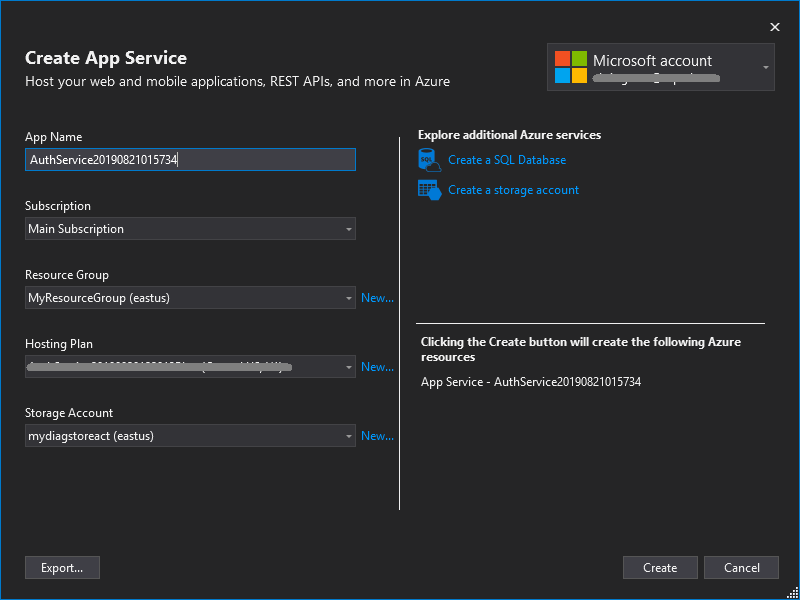 Create App Service
Host your web and mobile applications, REST APIs, and more in Azure
Microsoft account
App Name
AuthService20190821015734
Subscription
Main Subscription
Resource Group
MyResourceGroup (eastus)
New...
Hosting Plan
New...
Storage Account
mydiagstoreact (eastus)
New...
Explore additional Azure services
SQL
Create a SQL Database
Create a storage account
Clicking the Create button will create the following Azure
resources
App Service - AuthService20190821015734
Export...
Create
Cancel